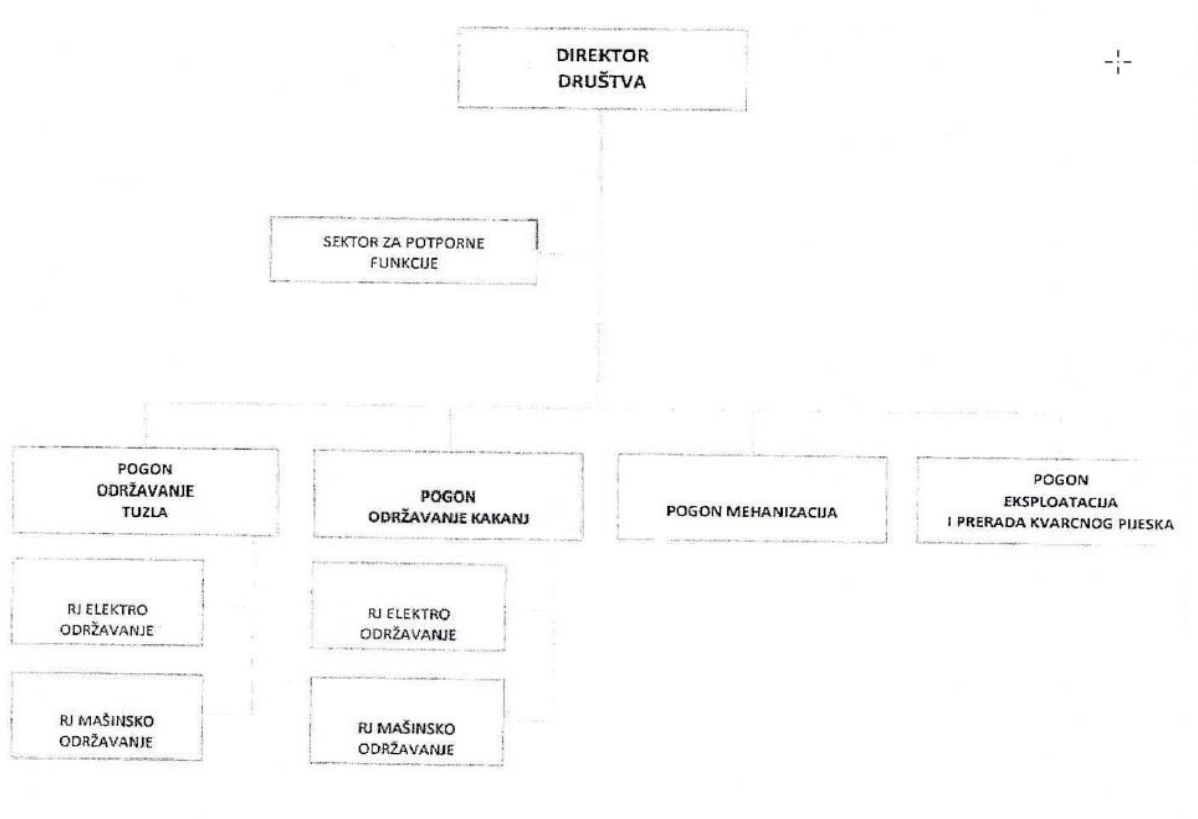 DIREKTOR
DRUŠTVA
SEKTOR ZA POTPORNE
FUNKCIJE
POGON
ODRŽAVANJE
TUZLA
POGON
ODRŽAVANJE KAKANJ
POGON MEHANIZACIJA
POGON
EKSPLOATACIJA
I PRERADA KVARCNOG PIJESKA
RJ ELEKTRO
ODRŽAVANJE
RJ ELEKTRO
ODRŽAVANJE
RJ MAŠINSKO
ODRŽAVANJE
RJ MAŠINSKO
ODRŽAVANJE